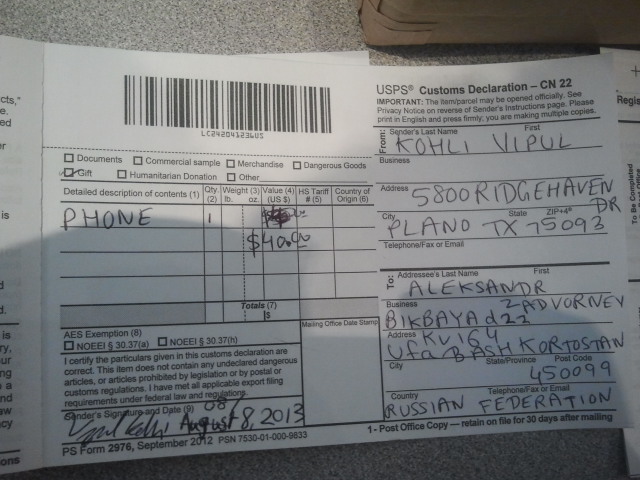 LC242041236US
Documents Commercial sample Merchandise Dangerous Goods
Gift Humanitarian Donation Other
Detailed description of contents (1) Qty. (2) Weight (3) lb. oz. Value (4) (US $) HS Tariff # (5) Country of Origin (6)
PHONE 1
$40.00
Totals (7)
$
AES Exemption (8)
NOEEI § 30.37(a) NOEEI § 30.37(h)
Mailing Office Date Stamp
I certify the particulars given in this customs declaration are
correct. This item does not contain any undeclared dangerous
articles, or articles prohibited by legislation or by postal or
customs regulations. I have met all applicable export filing
requirements under federal law and regulations.
Sender's Signature and Date (9)
August 8, 2013
PS Form 2976, September 2012 PSN 7530-01-000-9833
USPS® Customs Declaration – CN 22
IMPORTANT: The item/parcel may be opened officially. See
Privacy Notice on reverse of Sender's Instructions page. Please
print in English and press firmly; you are making multiple copies.
From: Sender's Last Name First
KOHLI VIPUL
Business
Address
5800 RIDGEHAVEN
DR
City State ZIP+4®
PLANO TX 75093
Telephone/Fax or Email
To: Addressee's Last Name First
ALEKSANDR
Business
2 ADVORNEY
BIKBAYA d22
Address
KV164
Ufa BASHKORTOSTAN
City State/Province Post Code
450099
Country Telephone/Fax or Email
RUSSIAN FEDERATION
1 - Post Office Copy — retain on file for 30 days after mailing
To Be Completed
Regis